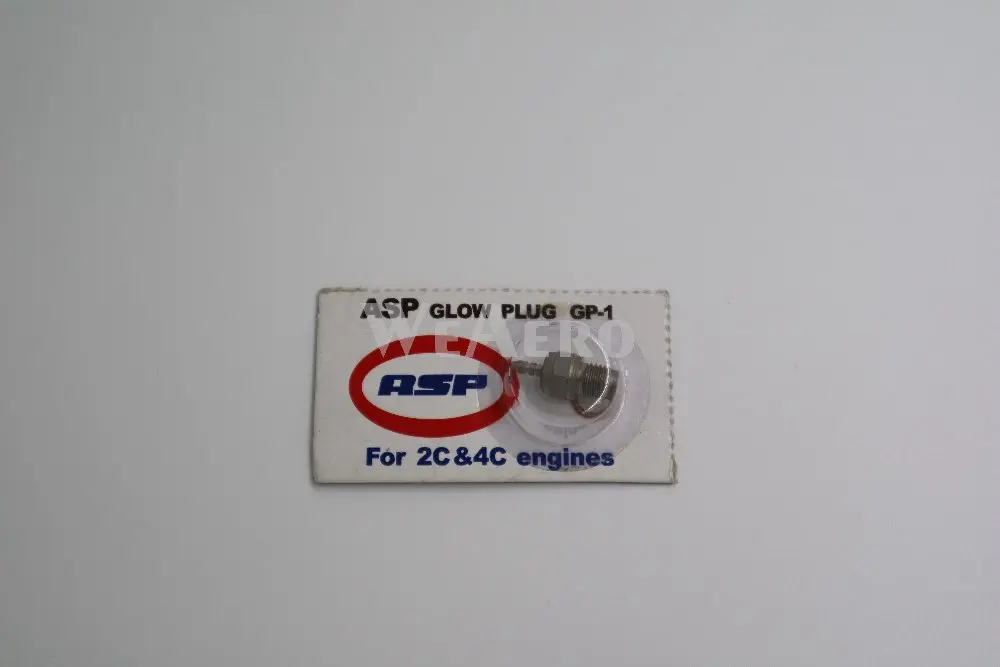 ASP GLOW PLUG GP-1
WeAero
ASP
For 2C&4C engines